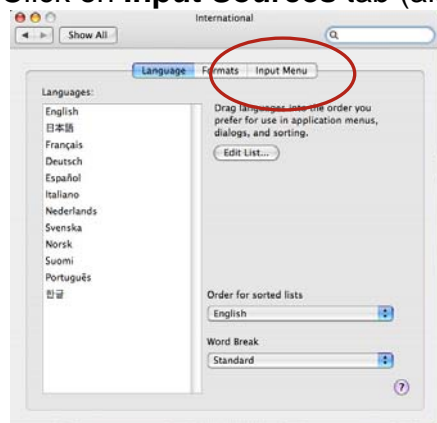 Click on Input Sources tab (an
International
Show All
Language Formats Input Menu
Languages:
English
日本語
Français
Deutsch
Español
Italiano
Nederlands
Svenska
Norsk
Suomi
Português
한글
Drag languages into the order you
prefer for use in application menus,
dialogs, and sorting.
Edit List...
Order for sorted lists
English
Word Break
Standard
?